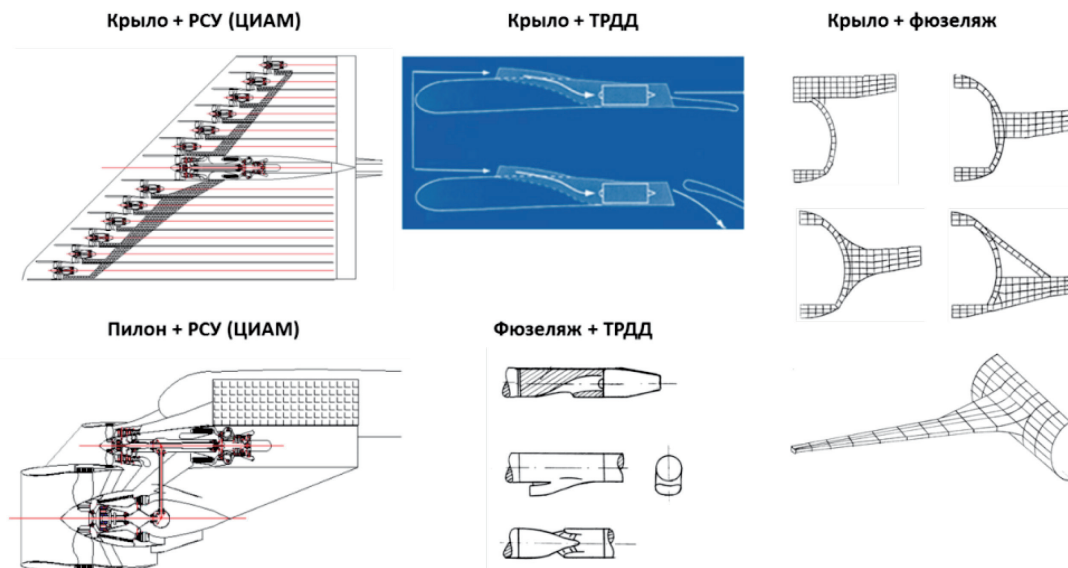 Крыло + РСУ (ЦИАМ)
Крыло + ТРДД
Крыло + фюзеляж
Пилон + РСУ (ЦИАМ)
Фюзеляж + ТРДД